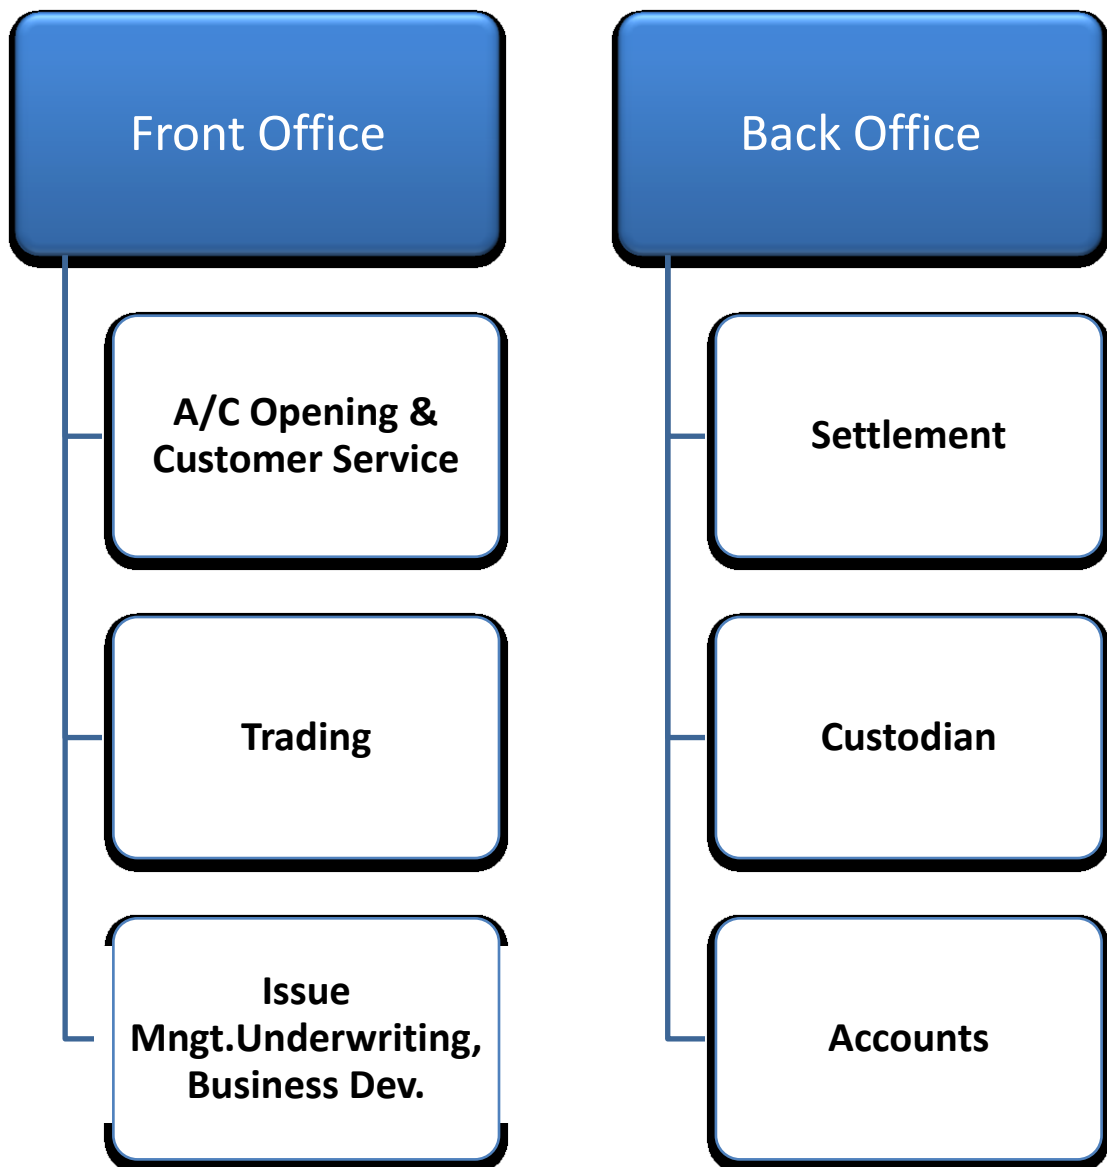 Front Office
A/C Opening &
Customer Service
Trading
Issue
Mngt.Underwriting,
Business Dev.
Back Office
Settlement
Custodian
Accounts